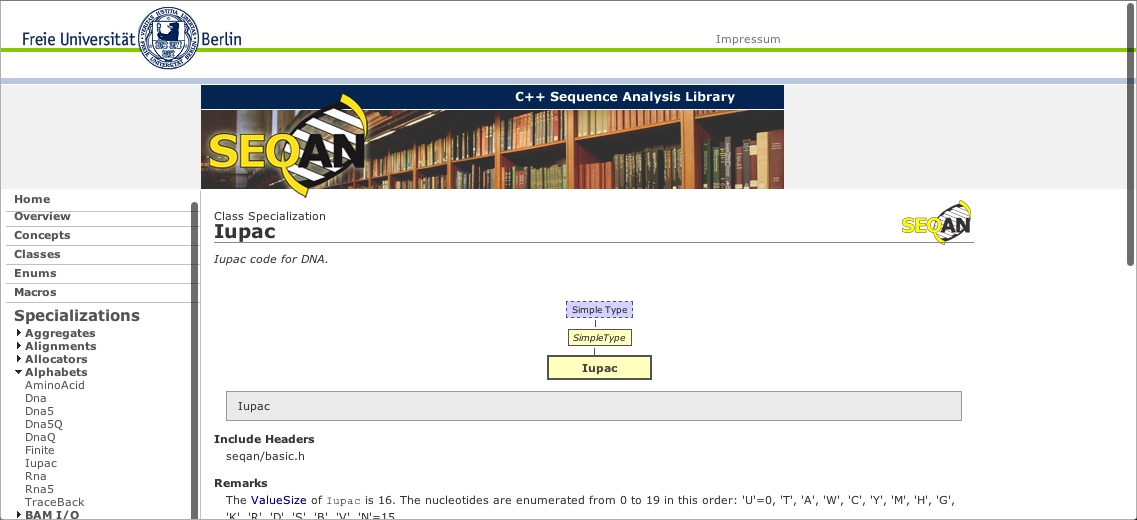 Freie Universität Berlin
Impressum
C++ Sequence Analysis Library
SEQAN
Home
Overview
Concepts
Classes
Enums
Macros
Specializations
Aggregates
Alignments
Allocators
Alphabets
AminoAcid
Dna
Dna5
Dna5Q
DnaQ
Finite
Iupac
Rna
Rna5
TraceBack
BAM I/O
Class Specialization
Iupac
SEQAN
Iupac code for DNA.
Simple Type
SimpleType
Iupac
Iupac
Include Headers
seqan/basic.h
Remarks
The ValueSize of Iupac is 16. The nucleotides are enumerated from 0 to 19 in this order: 'U'=0, 'T', 'A', 'W', 'C', 'Y', 'M', 'H', 'G',
'K', 'R', 'D', 'S', 'B', 'V', 'N'=15.